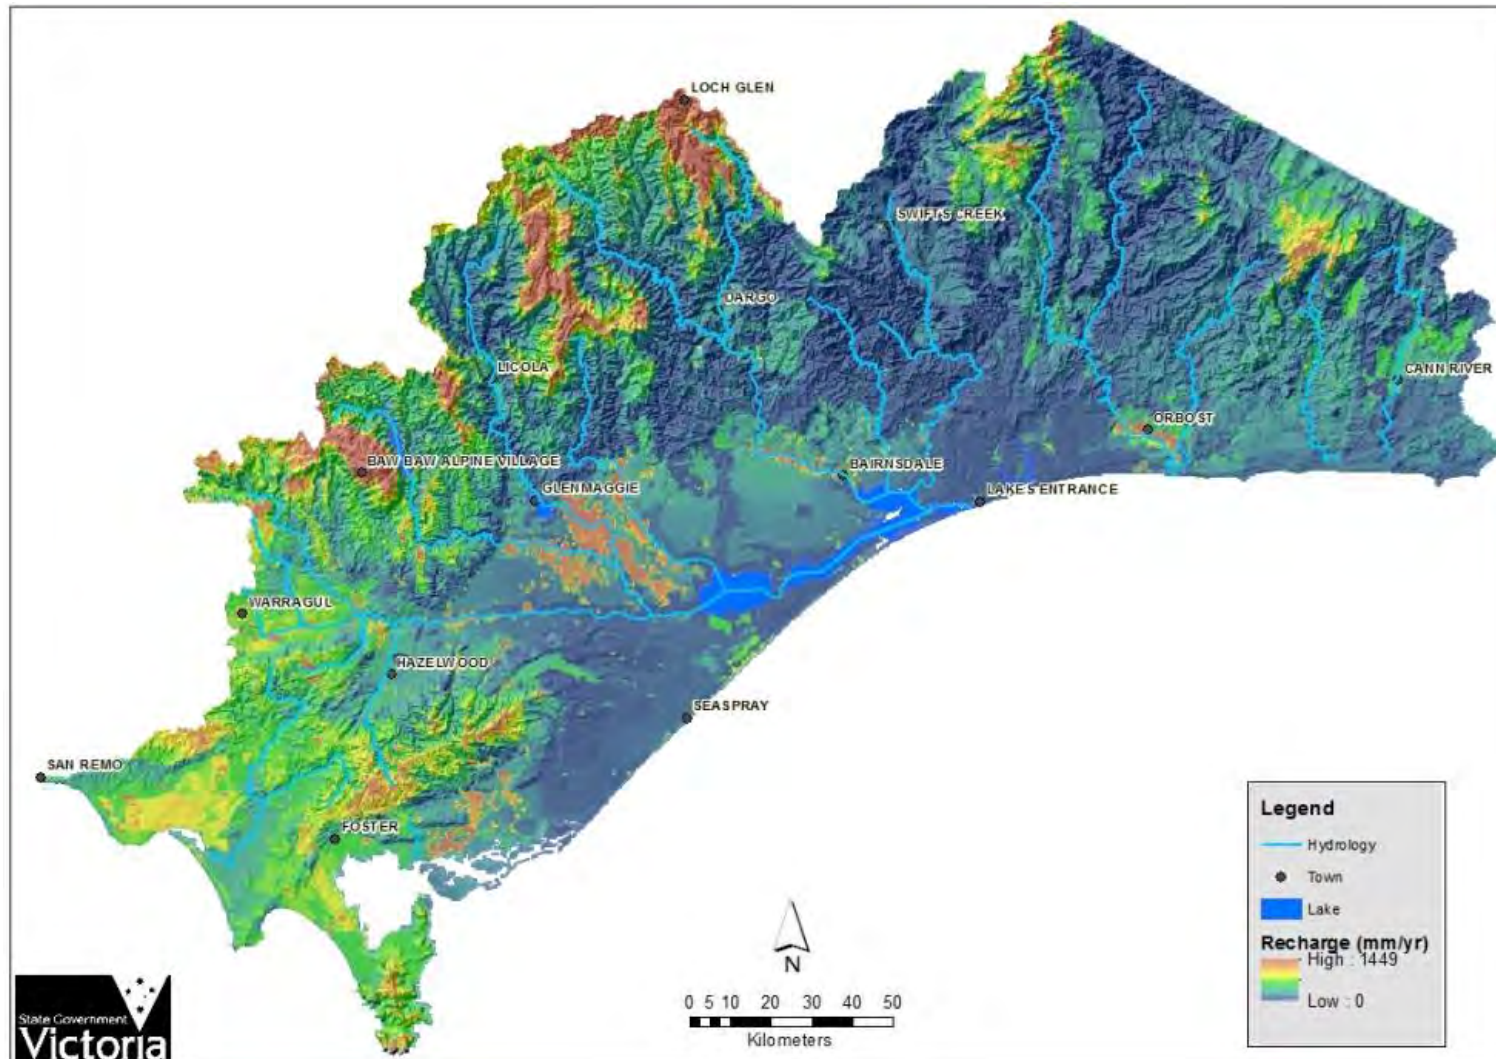 LOCH GLEN
SWIFTS CREEK
DARGO
LICOLA
CANN RIVER
ORBOST
BAW BAW ALPINE VILLAGE
BAIRNSDALE
GLENMAGGIE
LAKES ENTRANCE
WARRAGUL
HAZELWOOD
SEASPRAY
SAN REMO
FOSTER
Legend
Hydrology
Town
Lake
Recharge (mm/yr)
High : 1449
Low : 0
N
0 5 10 20 30 40 50
Kilometers
State Government
Victoria